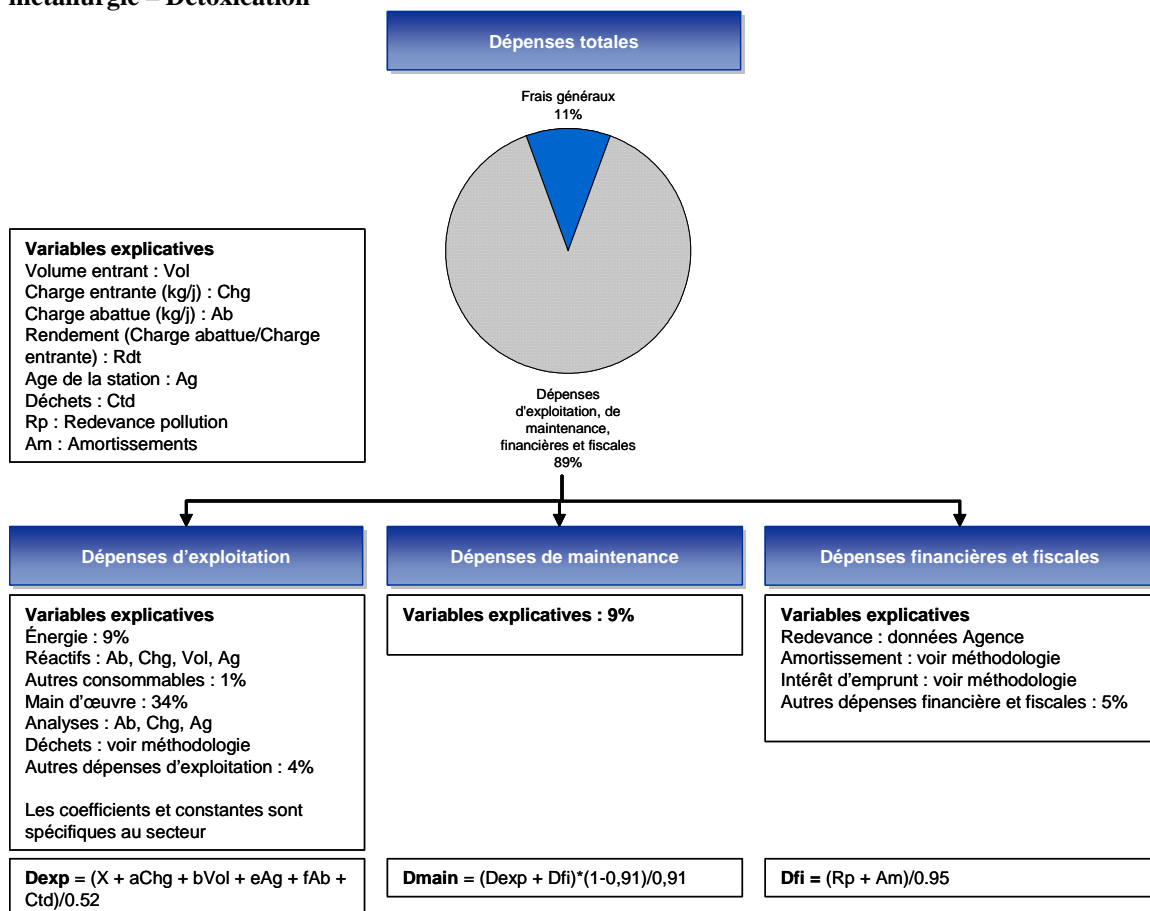 métallurgie – Détoxication
Dépenses totales
Frais généraux
11%
Variables explicatives
Volume entrant : Vol
Charge entrante (kg/j) : Chg
Charge abattue (kg/j) : Ab
Rendement (Charge abattue/Charge
entrante) : Rdt
Age de la station : Ag
Déchets : Ctd
Rp : Redevance pollution
Am : Amortissements
Dépenses
d'exploitation, de
maintenance,
financières et fiscales
89%
Dépenses d'exploitation
Variables explicatives
Énergie : 9%
Réactifs : Ab, Chg, Vol, Ag
Autres consommables : 1%
Main d'œuvre : 34%
Analyses : Ab, Chg, Ag
Déchets : voir méthodologie
Autres dépenses d'exploitation : 4%
Les coefficients et constantes sont
spécifiques au secteur
Dexp = (X + aChg + bVol + eAg + fAb +
Ctd)/0.52
Dépenses de maintenance
Variables explicatives : 9%
Dmain = (Dexp + Dfi)*(1-0,91)/0,91
Dépenses financières et fiscales
Variables explicatives
Redevance : données Agence
Amortissement : voir méthodologie
Intérêt d'emprunt : voir méthodologie
Autres dépenses financière et fiscales : 5%
Dfi = (Rp + Am)/0.95